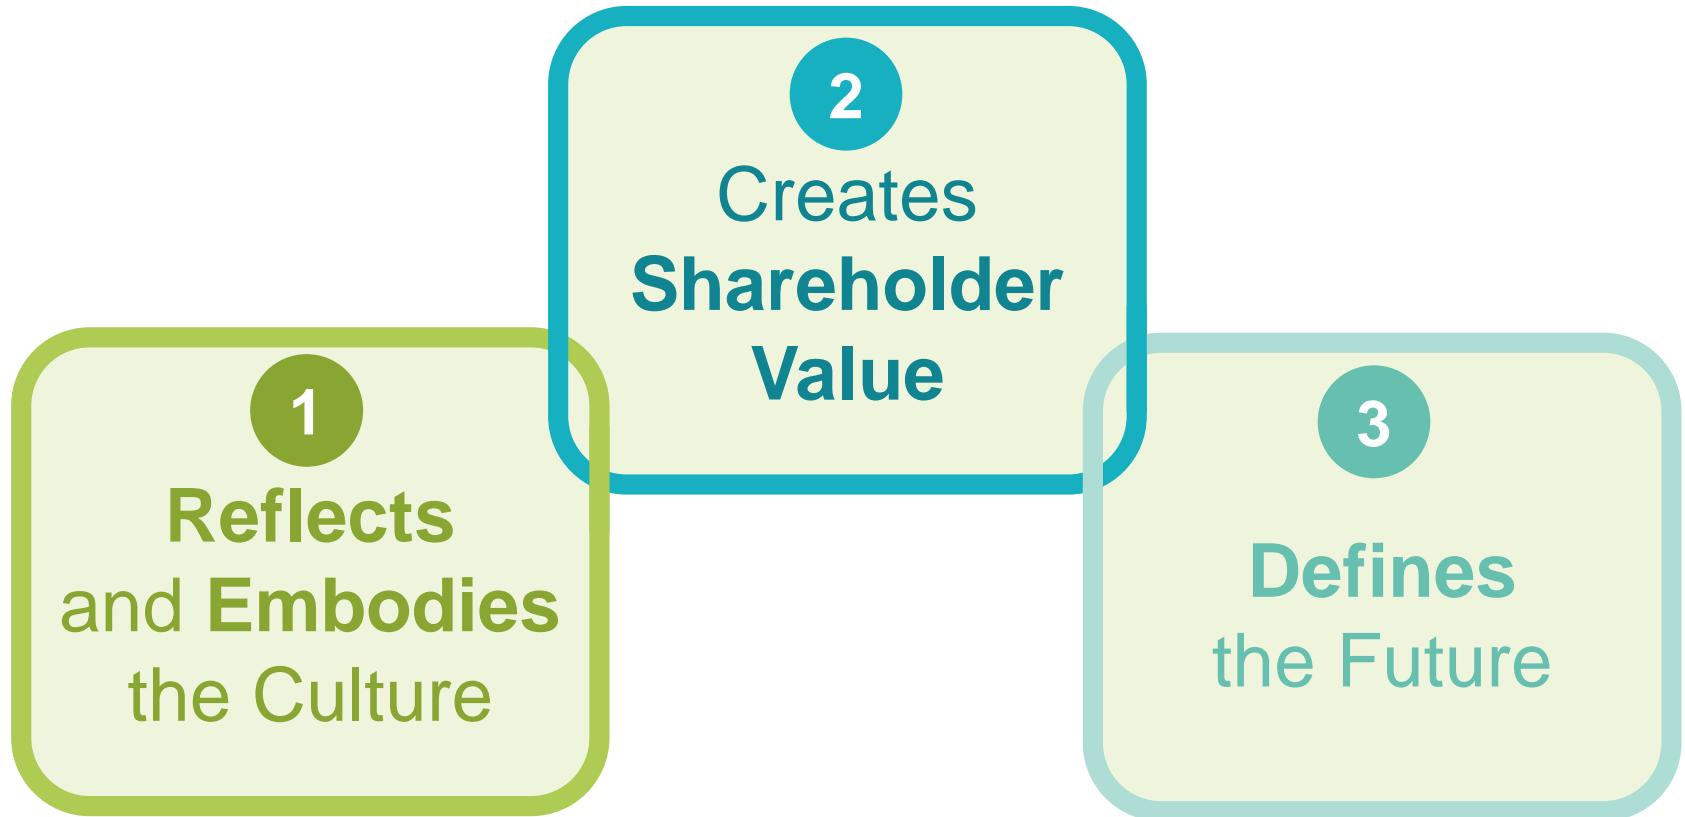 1
Reflects
and Embodies
the Culture
2
Creates
Shareholder
Value
3
Defines
the Future